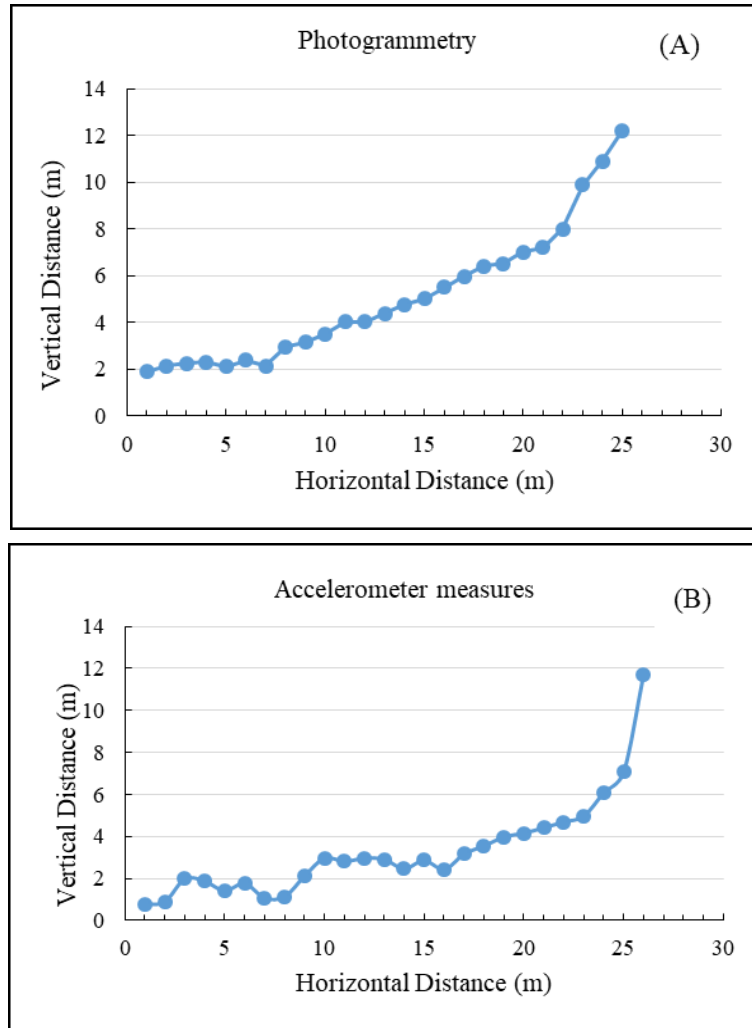 Photogrammetry
(A)
14
12
10
8
6
4
2
0
Vertical Distance (m)
0 5 10 15 20 25 30
Horizontal Distance (m)
Accelerometer measures
(B)
14
12
10
8
6
4
2
0
Vertical Distance (m)
0 5 10 15 20 25 30
Horizontal Distance (m)